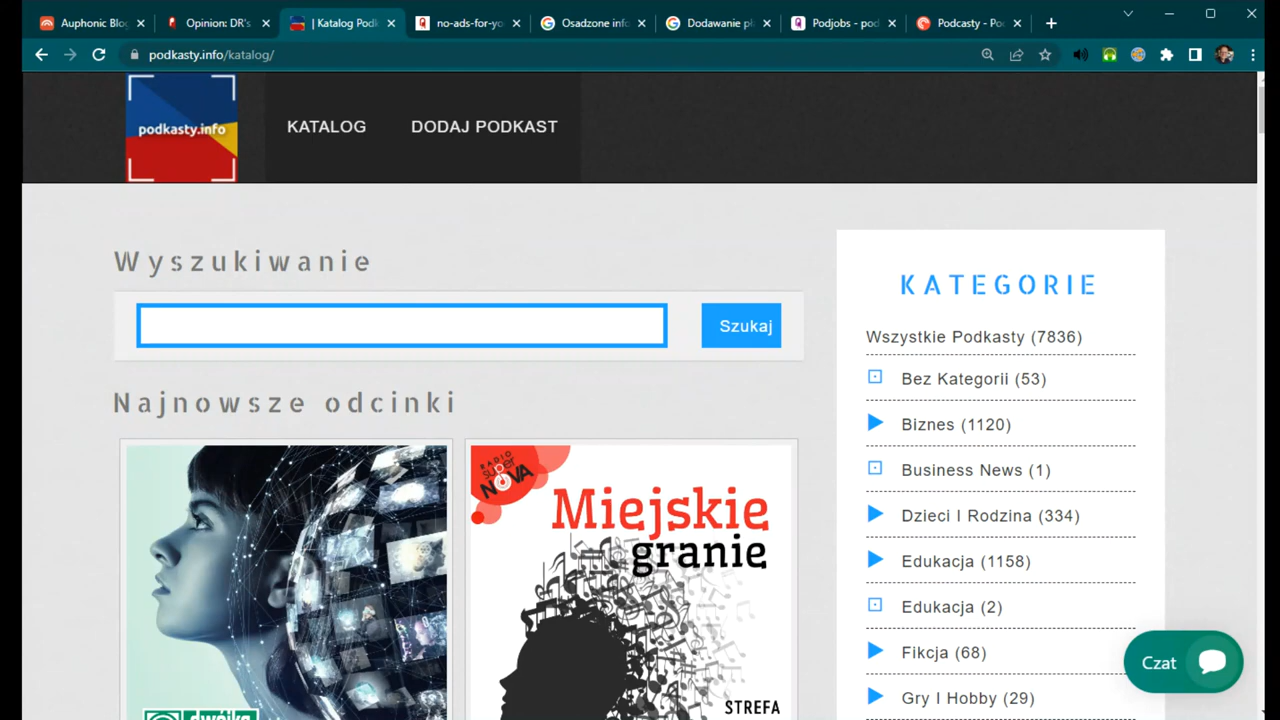 Auphonic Blog
Opinion: DR's
| Katalog Podk
no-ads-for-yo
Osadzone info
Dodawanie pl
Podjobs - pod
Podcasty - Poc
podkasty.info/katalog/
podkasty.info
KATALOG
DODAJ PODKAST
Wyszukiwanie
Szukaj
Najnowsze odcinki
KATEGORIE
Wszystkie Podkasty (7836)
Bez Kategorii (53)
Biznes (1120)
Business News (1)
Dzieci I Rodzina (334)
Edukacja (1158)
Edukacja (2)
Fikcja (68)
Gry I Hobby (29)
RADIO
super
NOVA
Miejskie
granie
STREFA
dwójka
Czat